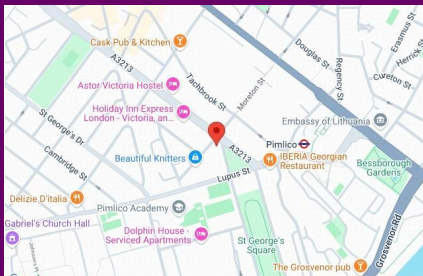 Cask Pub & Kitchen
A3213
Douglas St
Regency St
Erasmus St
Herrick St
Cureton St
Astor Victoria Hostel
Tachbrook St
Moreton St
Holiday Inn Express
London - Victoria, an...
Embassy of Lithuania
St George's Dr
Cambridge St
Beautiful Knitters
A3213
Pimlico
IBERIA Georgian
Restaurant
Bessborough
Gardens
Lupus St
Delizie D'italia
Pimlico Academy
Gabriel's Church Hall
Dolphin House -
Serviced Apartments
St George's
Square
Grosvenor Rd
The Grosvenor pub